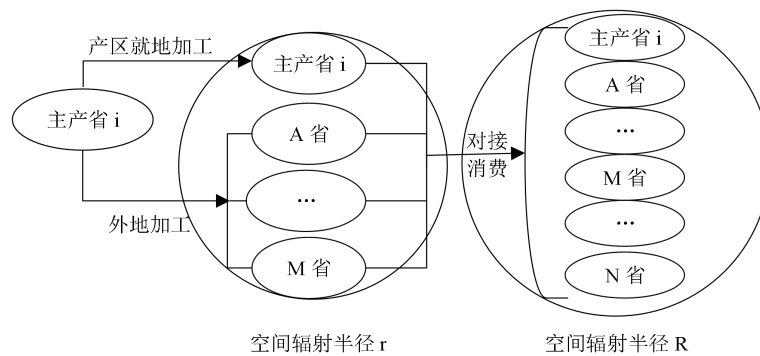 主产省 i
产区就地加工
外地加工
主产省 i
A 省
…
M 省
对接
消费
主产省 i
A 省
…
M 省
…
N 省
空间辐射半径 r
空间辐射半径 R